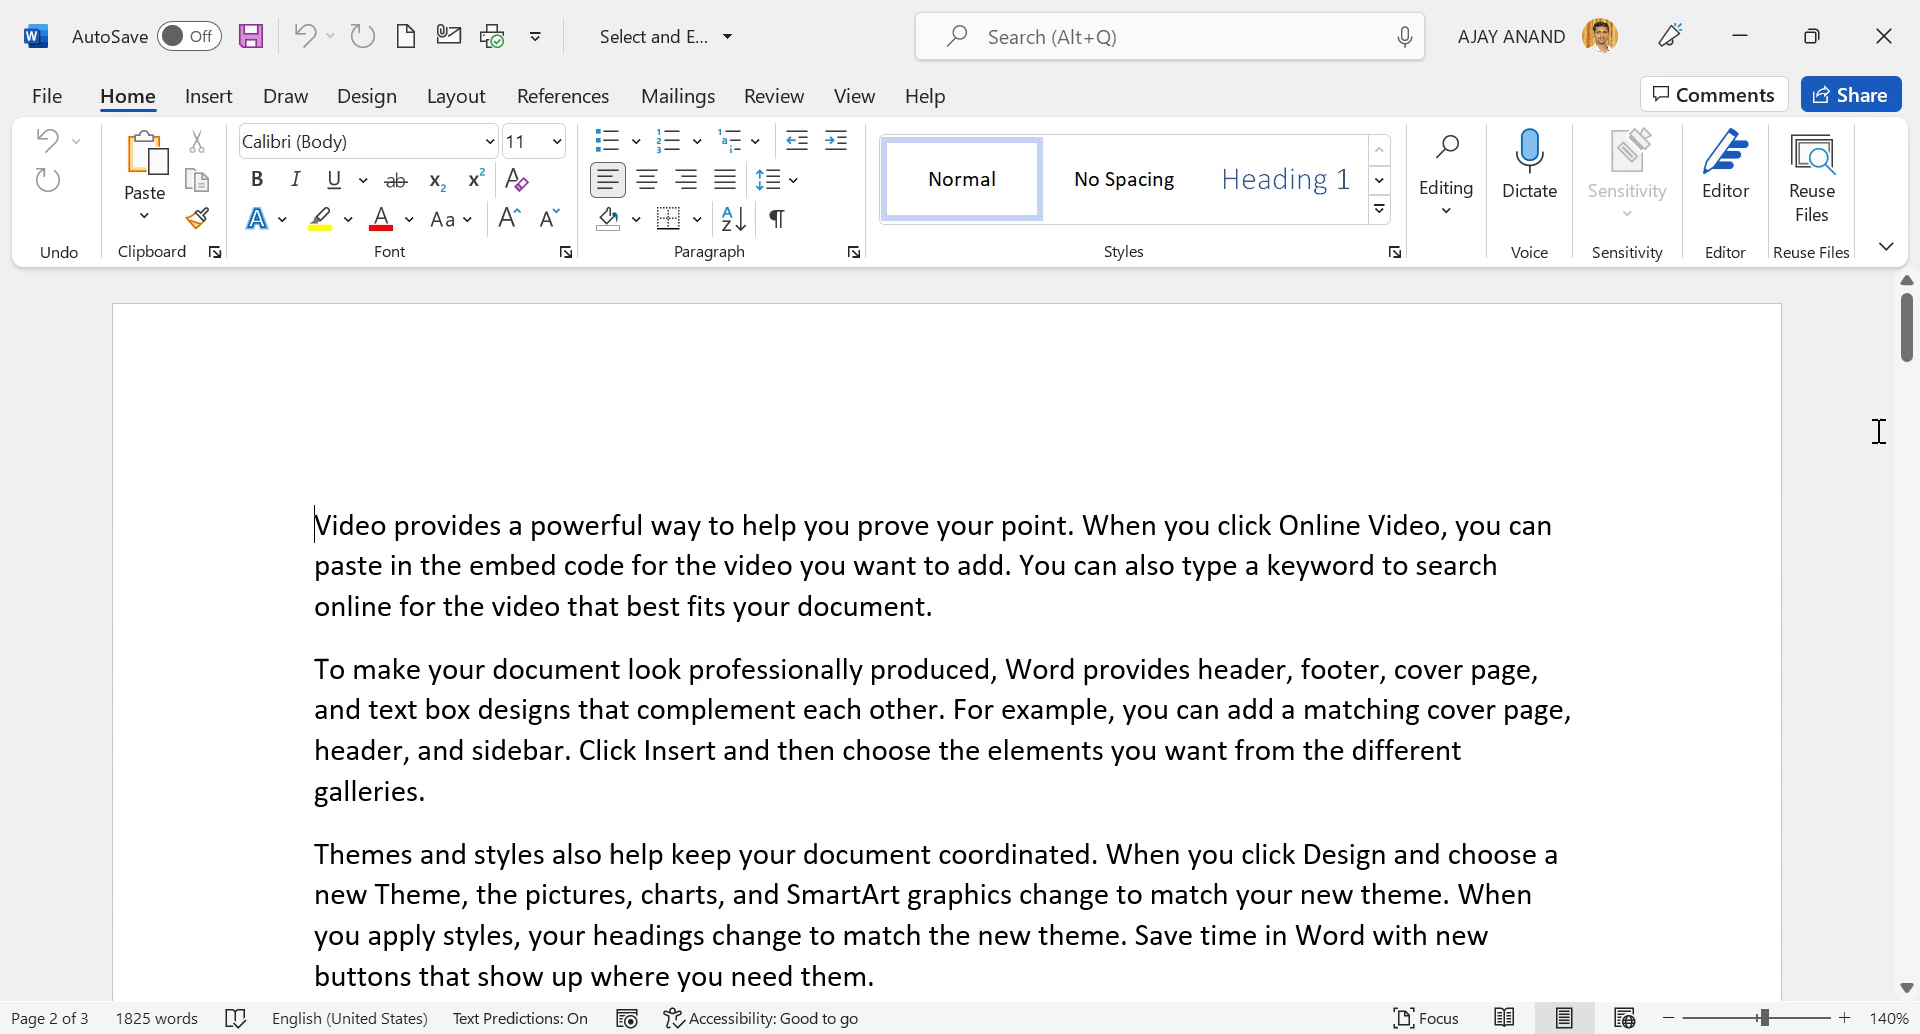 AutoSave Off Select and E... Search (Alt+Q) AJAY ANAND
File Home Insert Draw Design Layout References Mailings Review View Help Comments Share
Paste
Calibri (Body) 11
Normal No Spacing Heading 1
Editing
Dictate
Sensitivity
Editor
Reuse
Files
Undo Clipboard Font Paragraph Styles Voice Sensitivity Editor Reuse Files
Video provides a powerful way to help you prove your point. When you click Online Video, you can
paste in the embed code for the video you want to add. You can also type a keyword to search
online for the video that best fits your document.
To make your document look professionally produced, Word provides header, footer, cover page,
and text box designs that complement each other. For example, you can add a matching cover page,
header, and sidebar. Click Insert and then choose the elements you want from the different
galleries.
Themes and styles also help keep your document coordinated. When you click Design and choose a
new Theme, the pictures, charts, and SmartArt graphics change to match your new theme. When
you apply styles, your headings change to match the new theme. Save time in Word with new
buttons that show up where you need them.
Page 2 of 3 1825 words English (United States) Text Predictions: On Accessibility: Good to go Focus 140%